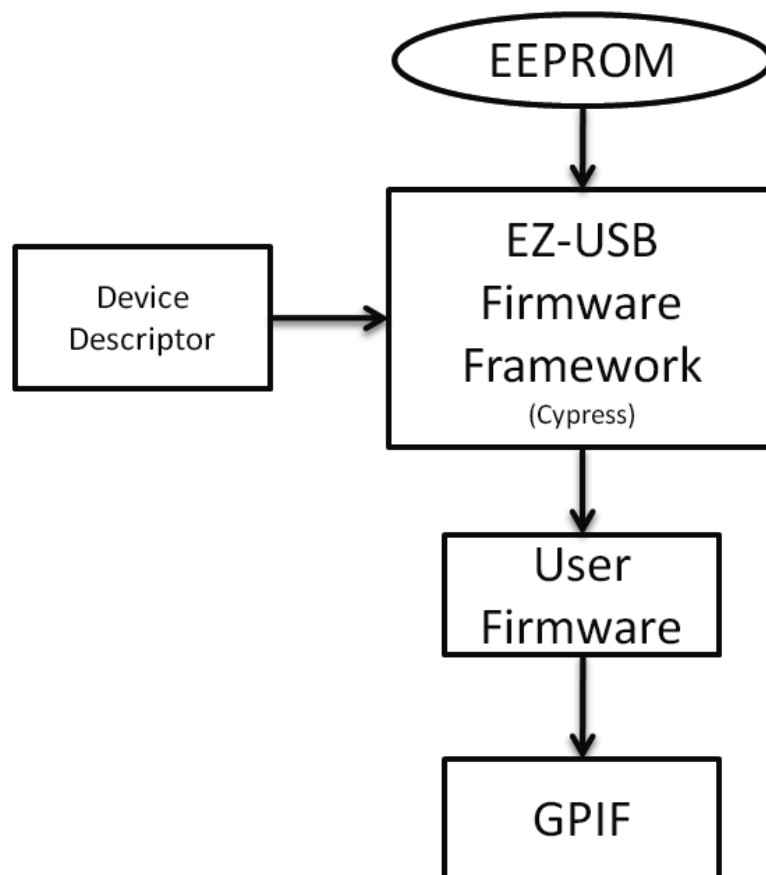 EEPROM
Device
Descriptor
EZ-USB
Firmware
Framework
(Cypress)
User
Firmware
GPIF